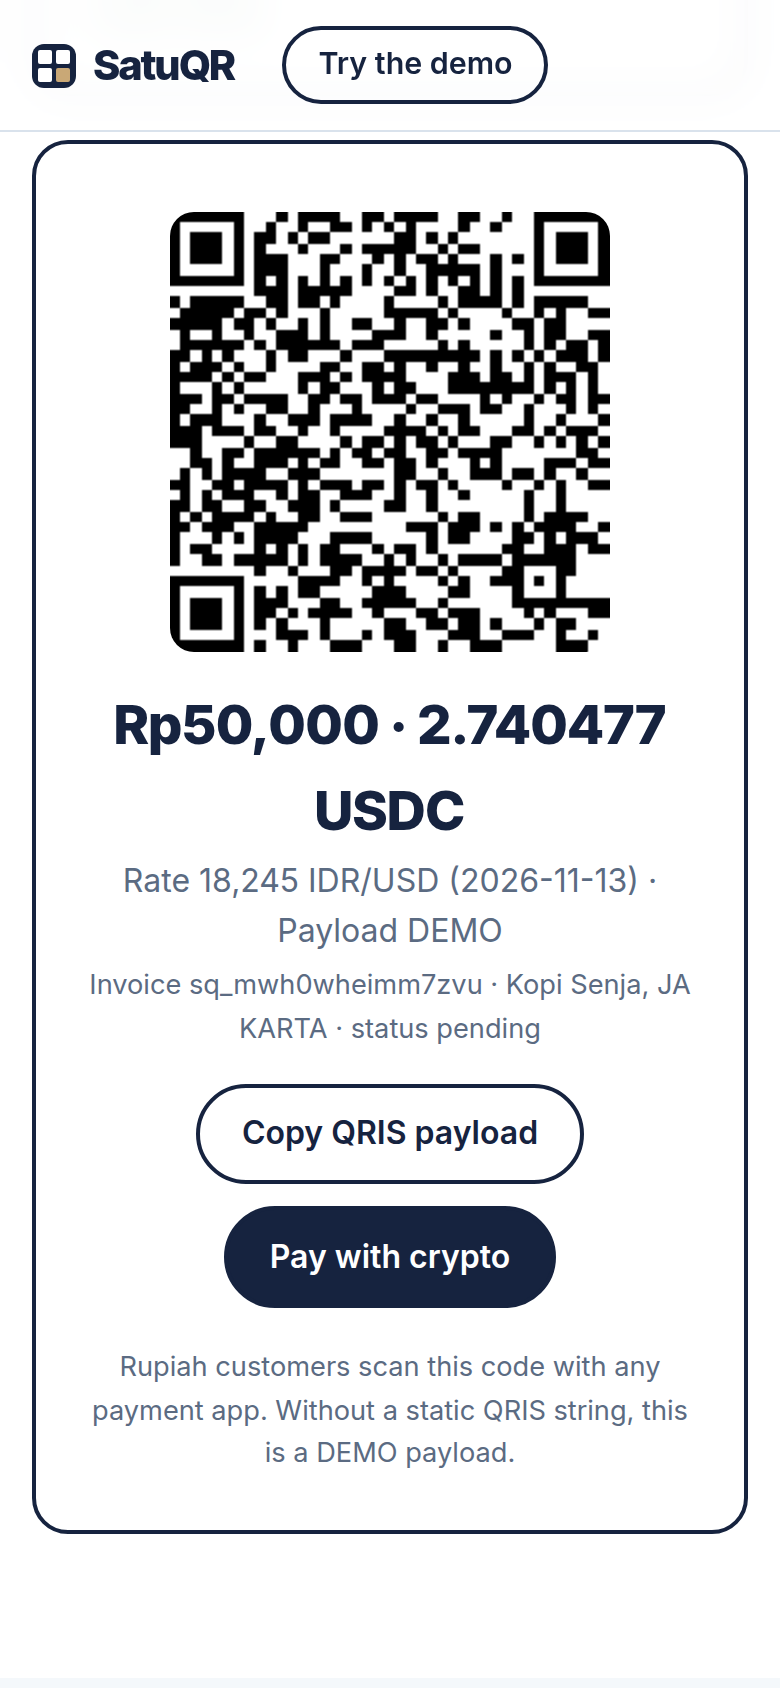 SatuQR
Try the demo
Rp50,000 · 2.740477
USDC
Rate 18,245 IDR/USD (2026-11-13) ·
Payload DEMO
Invoice sq_mwh0wheimm7zvu · Kopi Senja, JA
KARTA · status pending
Copy QRIS payload
Pay with crypto
Rupiah customers scan this code with any
payment app. Without a static QRIS string, this
is a DEMO payload.